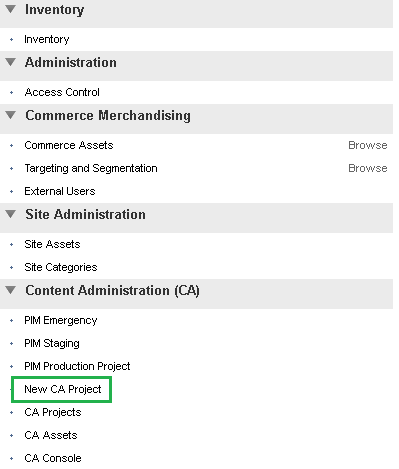 Inventory
Inventory
Administration
Access Control
Commerce Merchandising
Commerce Assets Browse
Targeting and Segmentation Browse
External Users
Site Administration
Site Assets
Site Categories
Content Administration (CA)
PIM Emergency
PIM Staging
PIM Production Project
New CA Project
CA Projects
CA Assets
CA Console